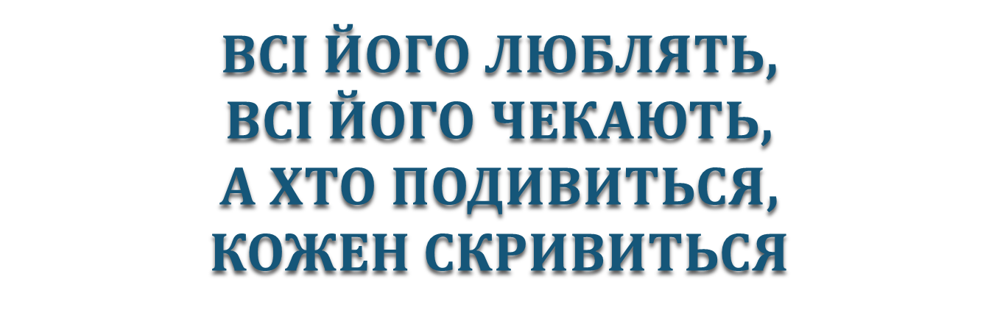 ВСІ ЙОГО ЛЮБЛЯТЬ,
ВСІ ЙОГО ЧЕКАЮТЬ,
А ХТО ПОДИВИТЬСЯ,
КОЖЕН СКРИВИТЬСЯ